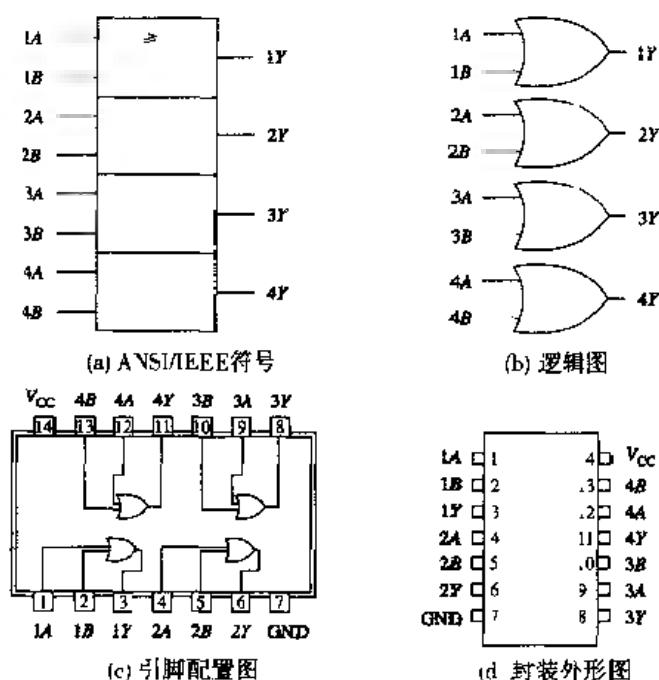 1A
≥
1B
1Y
2A
2B
2Y
3A
3B
3Y
4A
4B
4Y
(a) ANSI/IEEE符号
1A
1B
1Y
2A
2B
2Y
3A
3B
3Y
4A
4B
4Y
(b) 逻辑图
VCC 4B 4A 4Y 3B 3A 3Y
14 13 12 11 10 9 8
1 2 3 4 5 6 7
1A 1B 1Y 2A 2B 2Y GND
(c) 引脚配置图
1A 1 4 VCC
1B 2 .3 4B
1Y 3 .2 4A
2A 4 11 4Y
2B 5 .0 3B
2Y 6 9 3A
GND 7 8 3Y
(d 封装外形图